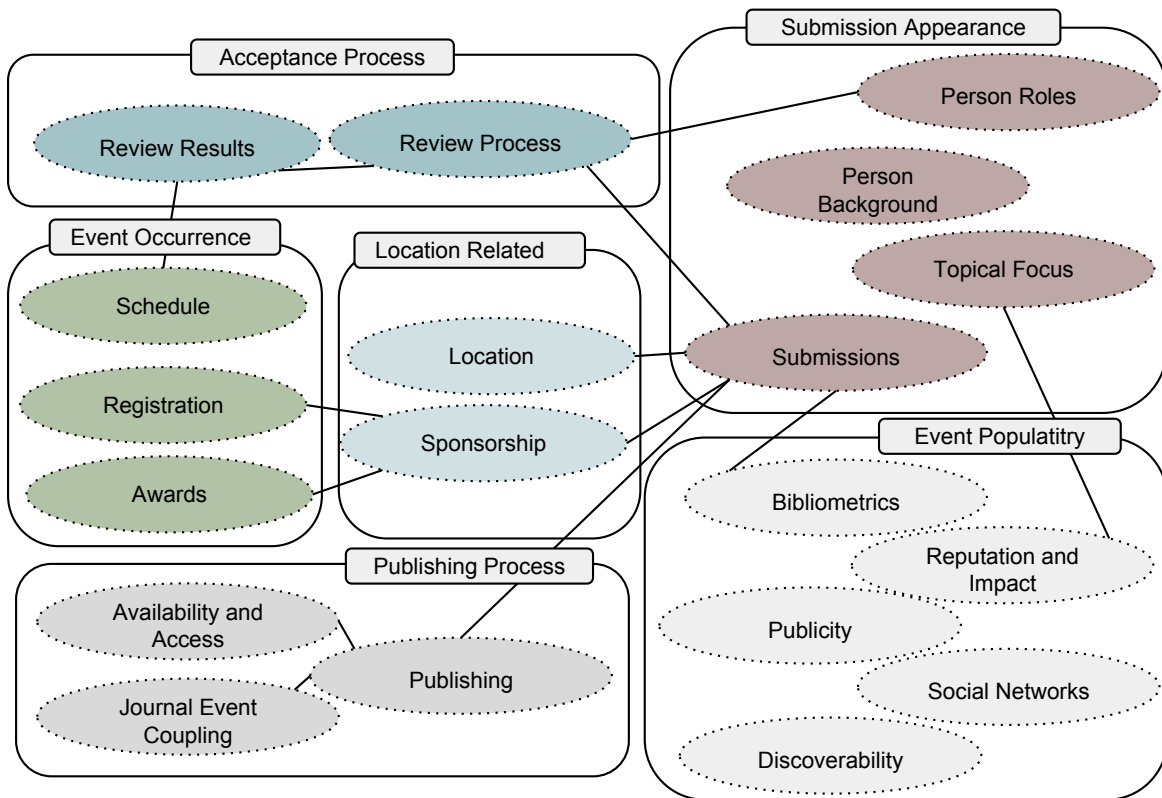 Acceptance Process
Review Results
Review Process
Submission Appearance
Person Roles
Person
Background
Topical Focus
Submissions
Event Occurrence
Schedule
Registration
Awards
Location Related
Location
Sponsorship
Event Populatitry
Bibliometrics
Reputation and
Impact
Publicity
Social Networks
Discoverability
Publishing Process
Availability and
Access
Publishing
Journal Event
Coupling